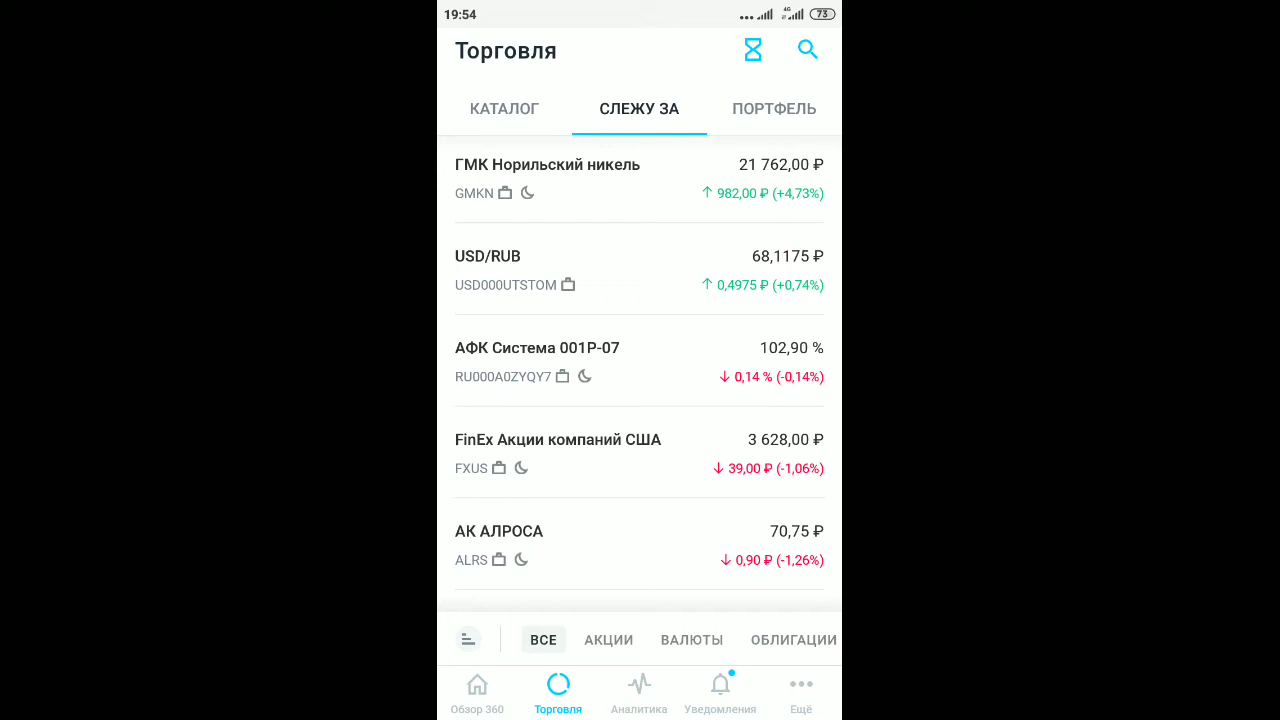 19:54
4G
73
Торговля
КАТАЛОГ
СЛЕЖУ ЗА
ПОРТФЕЛЬ
ГМК Норильский никель
21 762,00 ₽
GMKN
↑ 982,00 ₽ (+4,73%)
USD/RUB
68,1175 ₽
USD000UTSTOM
↑ 0,4975 ₽ (+0,74%)
АФК Система 001P-07
102,90 %
RU000A0ZYQY7
↓ 0,14 % (-0,14%)
FinEx Акции компаний США
3 628,00 ₽
FXUS
↓ 39,00 ₽ (-1,06%)
АК АЛРОСА
70,75 ₽
ALRS
↓ 0,90 ₽ (-1,26%)
ВСЕ
АКЦИИ
ВАЛЮТЫ
ОБЛИГАЦИИ
Обзор 360
Торговля
Аналитика
Уведомления
Ещё